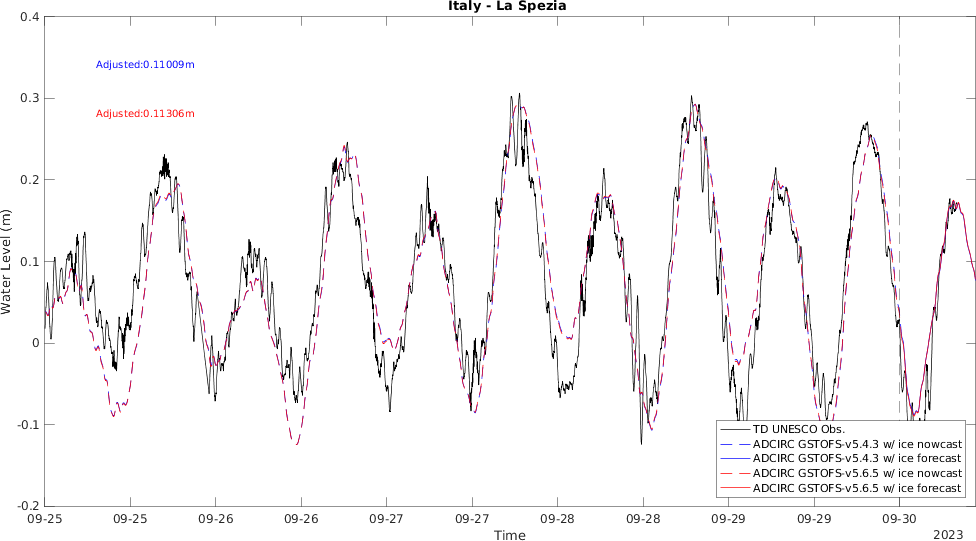 Italy - La Spezia
Adjusted:0.11009m
Adjusted:0.11306m
Water Level (m)
0.4
0.3
0.2
0.1
0
-0.1
-0.2
TD UNESCO Obs.
ADCIRC GSTOFS-v5.4.3 w/ ice nowcast
ADCIRC GSTOFS-v5.4.3 w/ ice forecast
ADCIRC GSTOFS-v5.6.5 w/ ice nowcast
ADCIRC GSTOFS-v5.6.5 w/ ice forecast
09-25 09-25 09-26 09-26 09-27 09-27 09-28 09-28 09-29 09-29 09-30
Time
2023